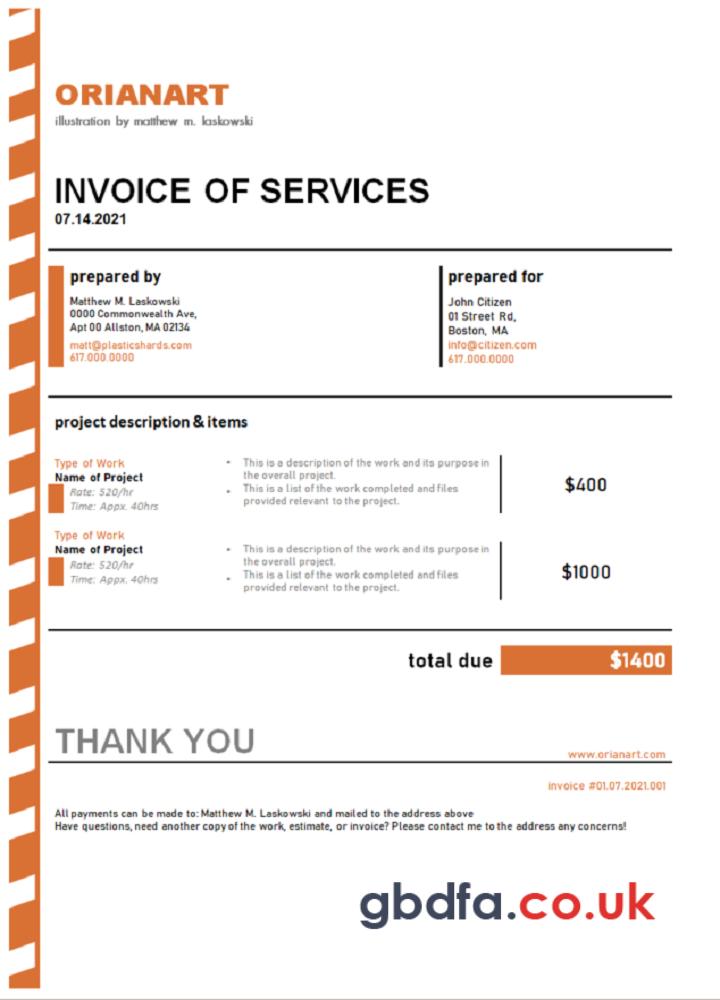 ORIANART
illustration by matthew m. laskowski
INVOICE OF SERVICES
07.14.2021
prepared by
Matthew M. Laskowski
0000 Commonwealth Ave,
Apt 00 Allston, MA 02134
matt@plasticshards.com
617.000.0000
prepared for
John Citizen
01 Street Rd,
Boston, MA
info@citizen.com
617.000.0000
project description & items
Type of Work
Name of Project
Rate: 520/hr
Time: Appx. 40hrs
• This is a description of the work and its purpose in
the overall project.
• This is a list of the work completed and files
provided relevant to the project.
$400
Type of Work
Name of Project
Rate: 520/hr
Time: Appx. 40hrs
• This is a description of the work and its purpose in
the overall project.
• This is a list of the work completed and files
provided relevant to the project.
$1000
total due
$1400
THANK YOU
www.orianart.com
invoice #01.07.2021.001
All payments can be made to: Matthew M. Laskowski and mailed to the address above
Have questions, need another copy of the work, estimate, or invoice? Please contact me to the address any concerns!
gbdfa.co.uk